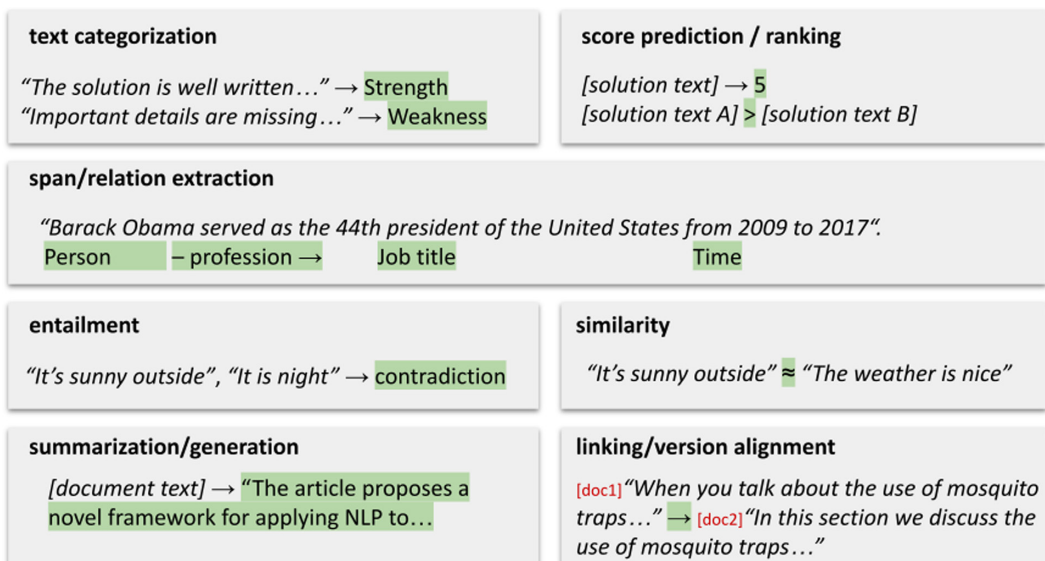 text categorization
“The solution is well written…” → Strength
“Important details are missing…” → Weakness
score prediction / ranking
[solution text] → 5
[solution text A] > [solution text B]
span/relation extraction
“Barack Obama served as the 44th president of the United States from 2009 to 2017“.
Person – profession → Job title Time
entailment
“It’s sunny outside”, “It is night” → contradiction
similarity
“It’s sunny outside” ≈ “The weather is nice”
summarization/generation
[document text] → “The article proposes a
novel framework for applying NLP to…
linking/version alignment
[doc1]“When you talk about the use of mosquito
traps…” → [doc2]“In this section we discuss the
use of mosquito traps…”